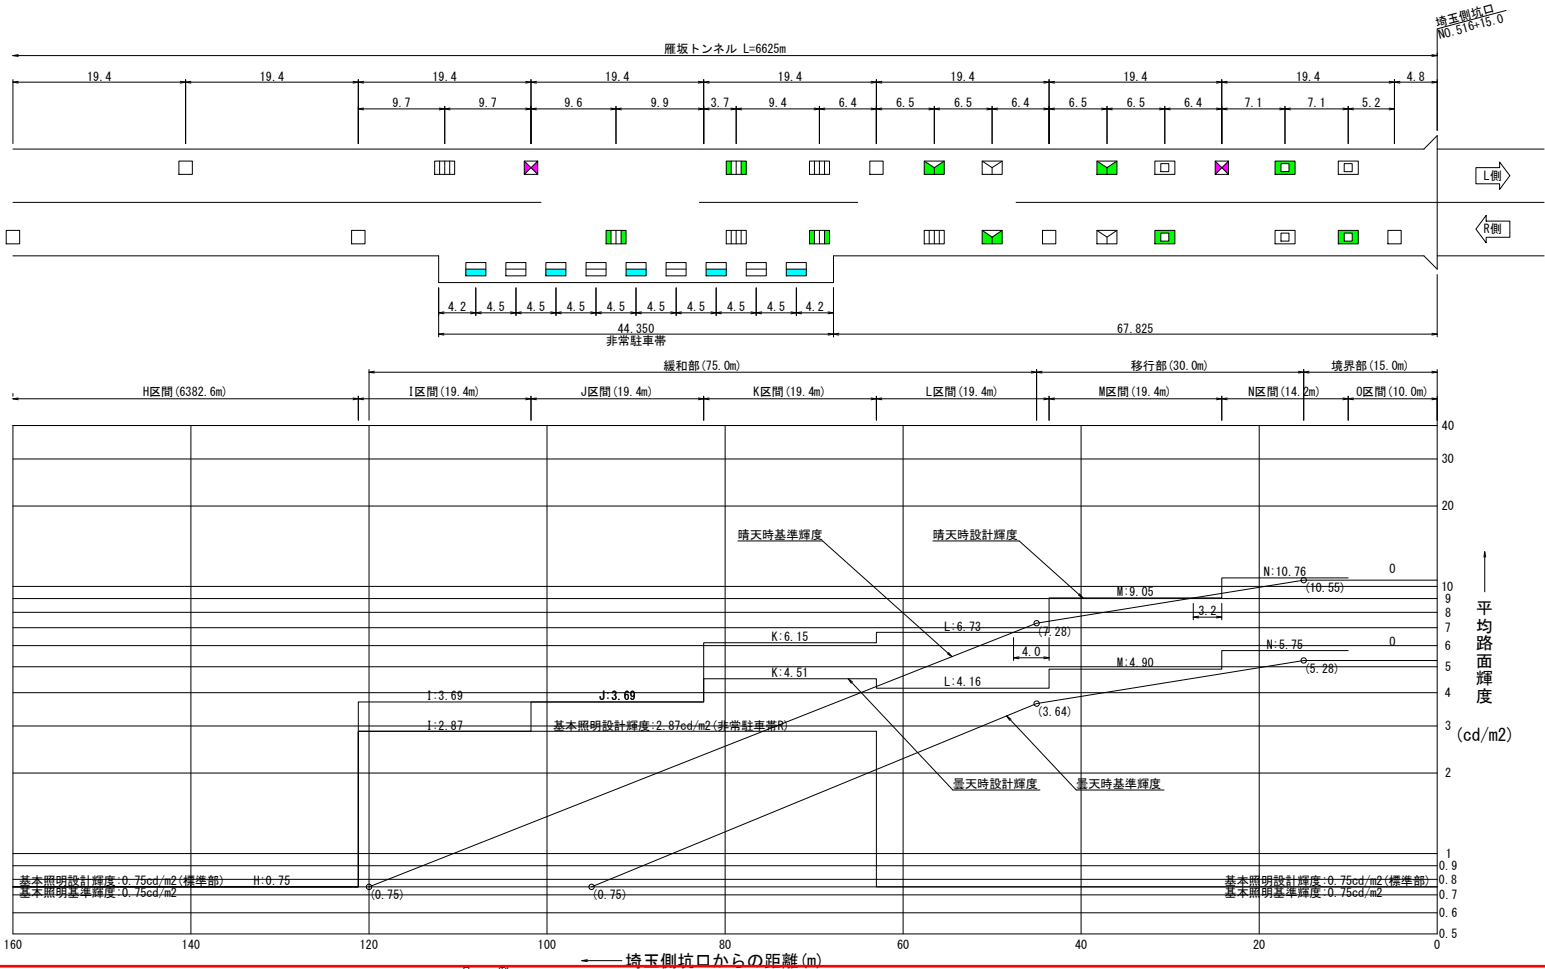 埼玉側坑口
NO.516+15.0
雁坂トンネル L=6625m
19.4 19.4 19.4 19.4 19.4 19.4 19.4 19.4 4.8
9.7 9.7 9.6 9.9 3.7 9.4 6.4 6.5 6.5 6.4 6.5 6.5 6.4 7.1 7.1 5.2
L側
R側
4.2 4.5 4.5 4.5 4.5 4.5 4.5 4.5 4.5 4.2
44.350 67.825
非常駐車帯
緩和部(75.0m) 移行部(30.0m) 境界部(15.0m)
H区間(6382.6m) I区間(19.4m) J区間(19.4m) K区間(19.4m) L区間(19.4m) M区間(19.4m) N区間(14.2m) O区間(10.0m)
40
30
20
晴天時基準輝度 晴天時設計輝度
N:10.76 O
(10.55) 10
M:9.05 9
3.2 8
L:6.73 (7.28) 7
K:6.15 N:5.75 O 6
4.0
K:4.51 M:4.90 (5.28) 5
L:4.16
I:3.69 J:3.69 4
(3.64)
I:2.87 基本照明設計輝度:2.87cd/m2(非常駐車帯R) 3
2
曇天時設計輝度 曇天時基準輝度
平均路面輝度
(cd/m2)
1
0.9
基本照明設計輝度:0.75cd/m2(標準部) H:0.75 基本照明設計輝度:0.75cd/m2(標準部) 0.8
基本照明基準輝度:0.75cd/m2 (0.75) (0.75) 基本照明基準輝度:0.75cd/m2 0.7
0.6
0.5
160 140 120 100 80 60 40 20 0
埼玉側坑口からの距離(m)